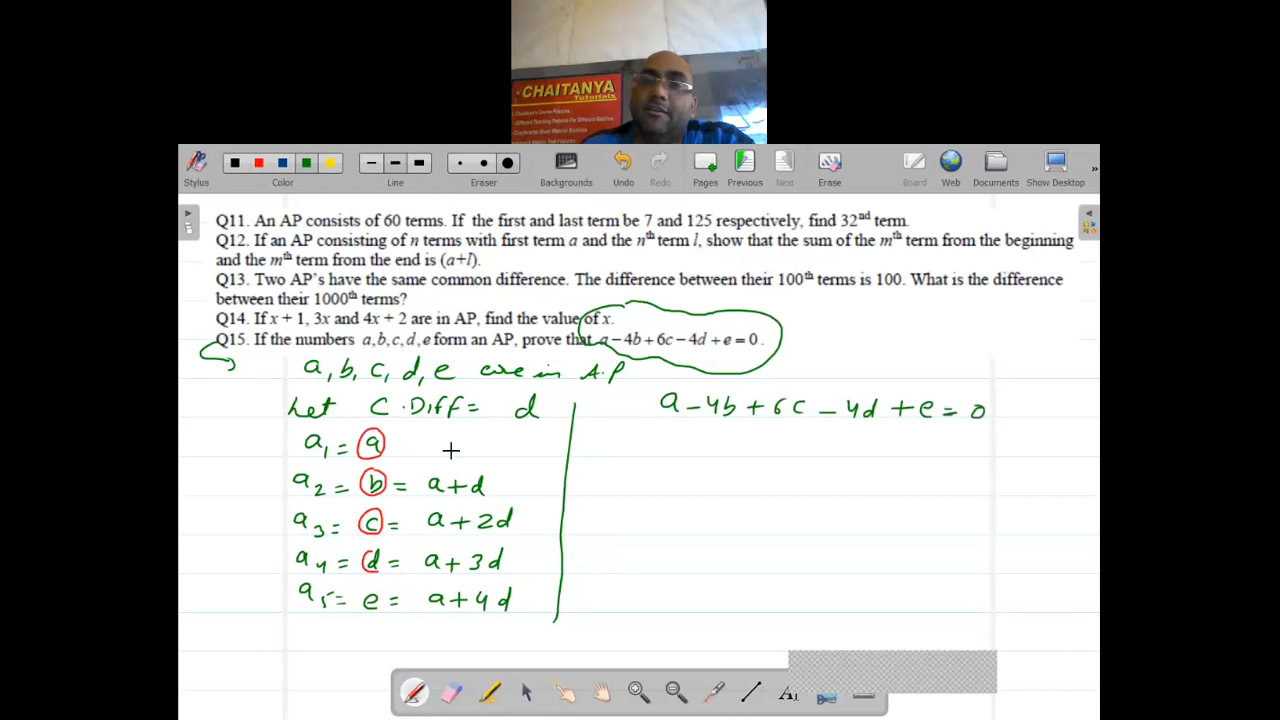 CHAITANYA
Tutorials
Stylus
Color
Line
Eraser
Backgrounds
Undo
Redo
Pages
Previous
Next
Erase
Board
Web
Documents
Show Desktop
»
Q11. An AP consists of 60 terms. If the first and last term be 7 and 125 respectively, find 32nd term.
Q12. If an AP consisting of n terms with first term a and the nth term l, show that the sum of the mth term from the beginning
and the mth term from the end is (a+l).
Q13. Two AP's have the same common difference. The difference between their 100th terms is 100. What is the difference
between their 1000th terms?
Q14. If x + 1, 3x and 4x + 2 are in AP, find the value of x.
Q15. If the numbers a,b,c,d,e form an AP, prove that a−4b+6c−4d+e=0.
a, b, c, d, e are in A.P
Let C.Diff = d
a1 = a
a2 = b = a+d
a3 = c = a+2d
a4 = d = a+3d
a5 = e = a+4d
a−4b+6c−4d+e=0